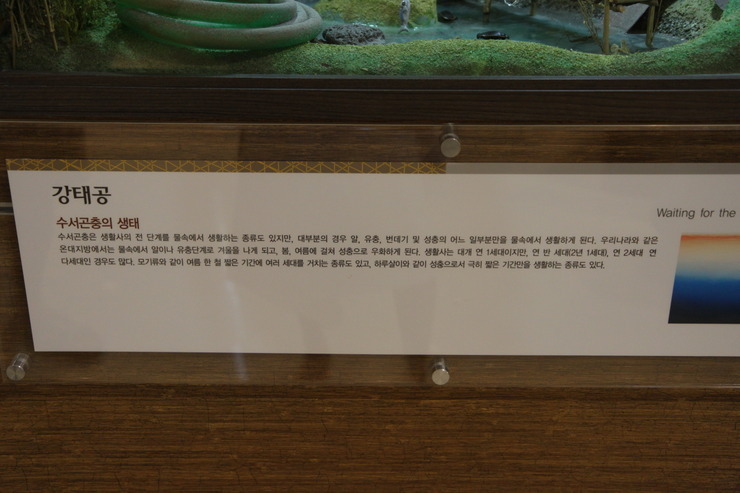 강태공
Waiting for the
수서곤충의 생태
수서곤충은 생활사의 전 단계를 물속에서 생활하는 종류도 있지만, 대부분의 경우 알, 유충, 번데기 및 성충의 어느 일부분만을 물속에서 생활하게 된다. 우리나라와 같은
온대지방에서는 물속에서 알이나 유충단계로 겨울을 나게 되고, 봄, 여름에 걸쳐 성충으로 우화하게 된다. 생활사는 대개 연 1세대이지만, 연 반 세대(2년 1세대), 연 2세대 연
다세대인 경우도 많다. 모기류와 같이 여름 한 철 짧은 기간에 여러 세대를 거치는 종류도 있고, 하루살이와 같이 성충으로서 극히 짧은 기간만을 생활하는 종류도 있다.